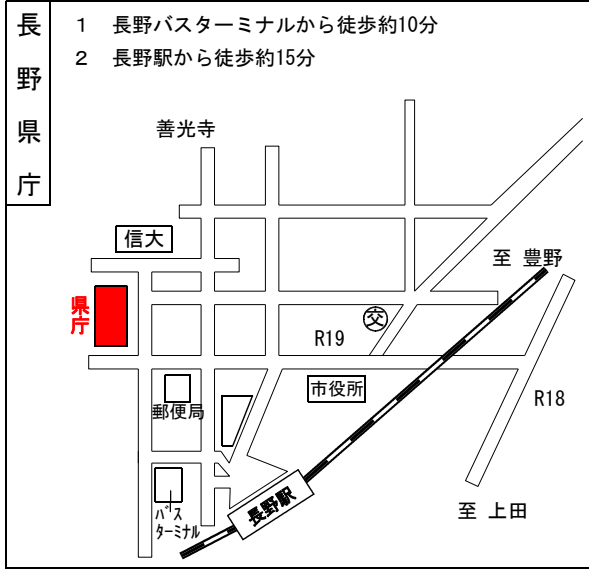 長野県庁
1　長野バスターミナルから徒歩約10分
2　長野駅から徒歩約15分
善光寺
信大
至 豊野
県庁
交
R19
市役所
R18
郵便局
長野駅
バス
ターミナル
至 上田